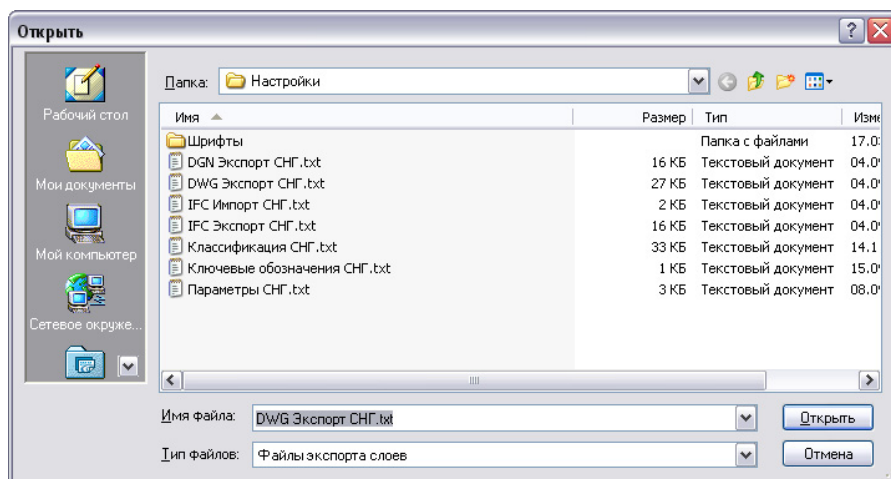 Открыть
Папка: Настройки
Имя Размер Тип
Шрифты Папка с файлами
DGN Экспорт СНГ.txt 16 КБ Текстовый документ
DWG Экспорт СНГ.txt 27 КБ Текстовый документ
IFC Импорт СНГ.txt 2 КБ Текстовый документ
IFC Экспорт СНГ.txt 16 КБ Текстовый документ
Классификация СНГ.txt 33 КБ Текстовый документ 14.1
Ключевые обозначения СНГ.txt 1 КБ Текстовый документ
Параметры СНГ.txt 3 КБ Текстовый документ
Рабочий стол
Мои документы
Мой компьютер
Сетевое окруже...
Имя файла: DWG Экспорт СНГ.txt Открыть
Тип файлов: Файлы экспорта слоев Отмена